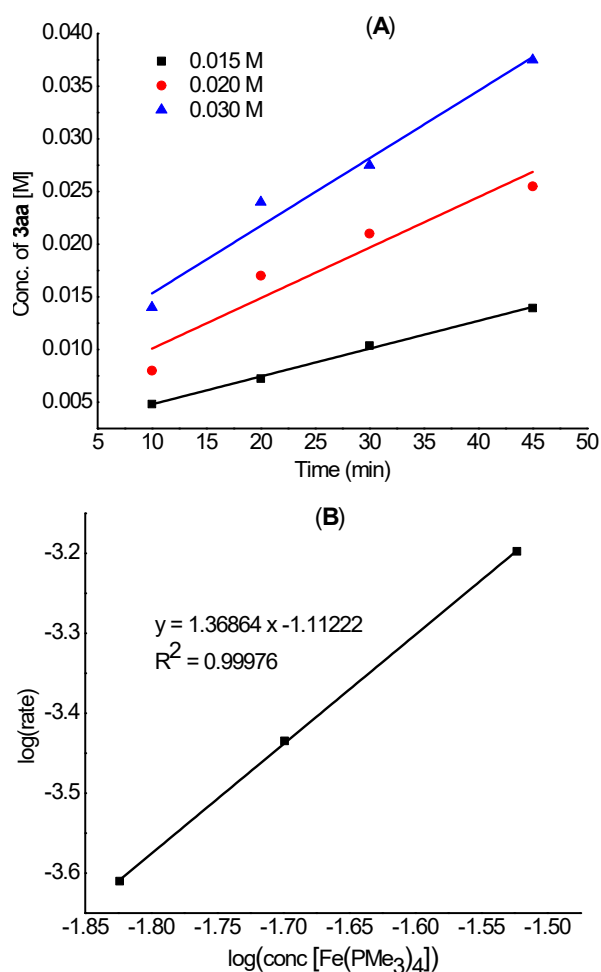 (A)
0.015 M
0.020 M
0.030 M
Conc. of 3aa [M]
0.040
0.035
0.030
0.025
0.020
0.015
0.010
0.005
5 10 15 20 25 30 35 40 45 50
Time (min)
(B)
y = 1.36864 x -1.11222
R² = 0.99976
log(rate)
-3.2
-3.3
-3.4
-3.5
-3.6
-1.85 -1.80 -1.75 -1.70 -1.65 -1.60 -1.55 -1.50
log(conc [Fe(PMe₃)₄])